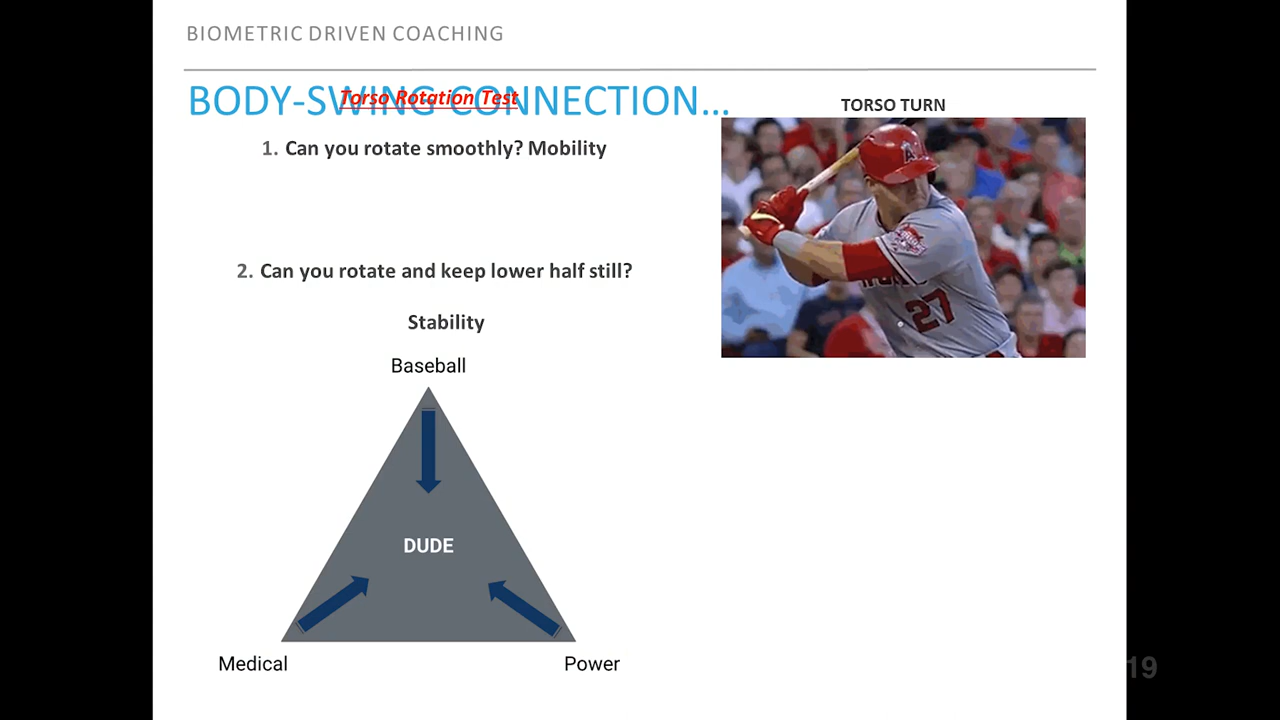 BIOMETRIC DRIVEN COACHING
BODY-SWING CONNECTION...
Torso Rotation Test
TORSO TURN
1. Can you rotate smoothly? Mobility
A
27
2. Can you rotate and keep lower half still?
Stability
Baseball
DUDE
Medical
Power
19